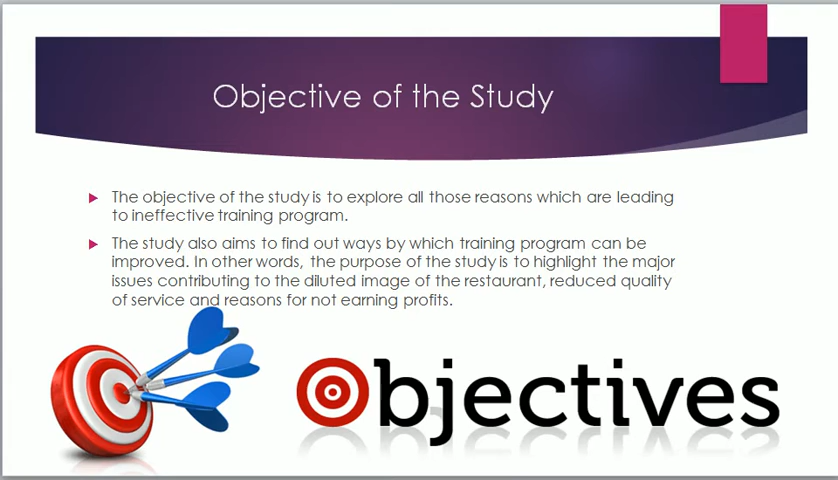 Objective of the Study
The objective of the study is to explore all those reasons which are leading
to ineffective training program.
The study also aims to find out ways by which training program can be
improved. In other words, the purpose of the study is to highlight the major
issues contributing to the diluted image of the restaurant, reduced quality
of service and reasons for not earning profits.
Objectives